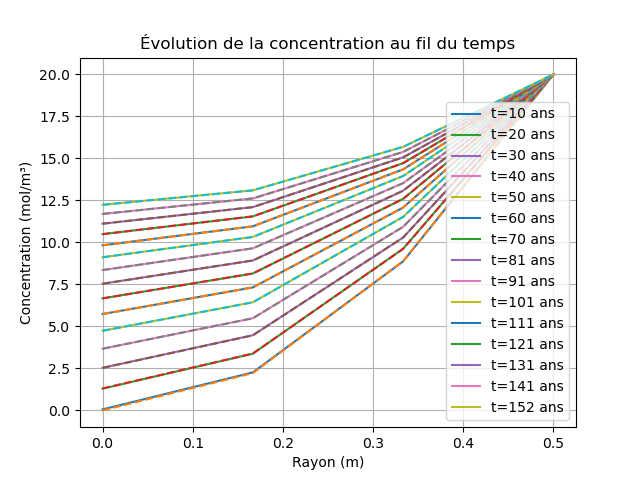 Évolution de la concentration au fil du temps
20.0
17.5
15.0
12.5
10.0
7.5
5.0
2.5
0.0
Concentration (mol/m³)
0.0 0.1 0.2 0.3 0.4 0.5
Rayon (m)
t=10 ans
t=20 ans
t=30 ans
t=40 ans
t=50 ans
t=60 ans
t=70 ans
t=81 ans
t=91 ans
t=101 ans
t=111 ans
t=121 ans
t=131 ans
t=141 ans
t=152 ans